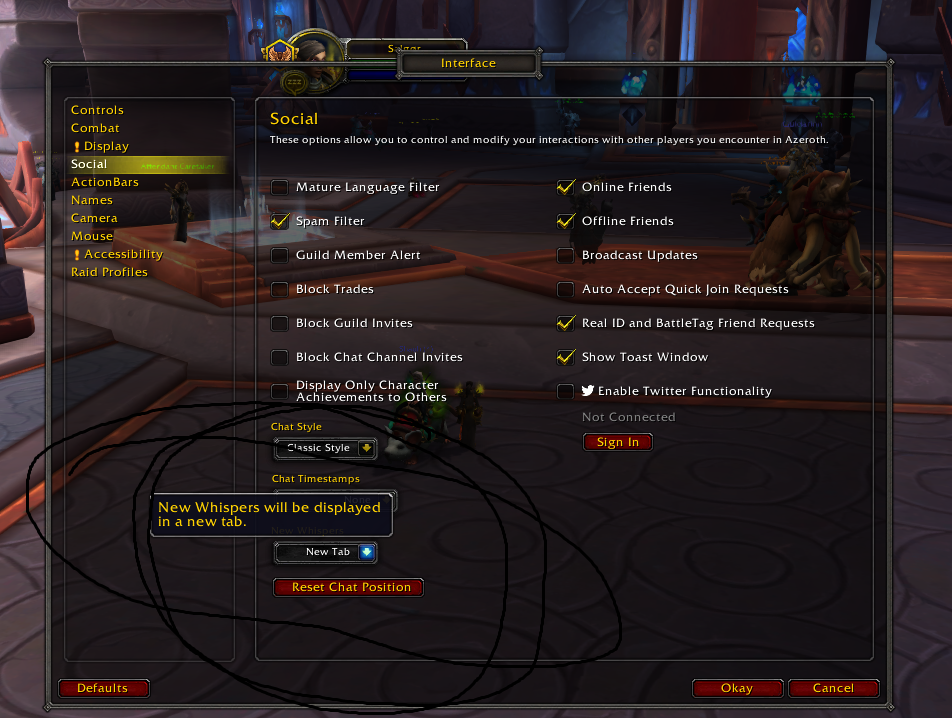 Interface
Controls
Combat
Display
Social
ActionBars
Names
Camera
Mouse
Accessibility
Raid Profiles
Social
These options allow you to control and modify your interactions with other players you encounter in Azeroth.
Mature Language Filter
Spam Filter
Guild Member Alert
Block Trades
Block Guild Invites
Block Chat Channel Invites
Display Only Character
Achievements to Others
Chat Style
Classic Style
Chat Timestamps
None
New Whispers will be displayed
in a new tab.
New Whispers
New Tab
Reset Chat Position
Online Friends
Offline Friends
Broadcast Updates
Auto Accept Quick Join Requests
Real ID and BattleTag Friend Requests
Show Toast Window
Enable Twitter Functionality
Not Connected
Sign In
Defaults
Okay
Cancel